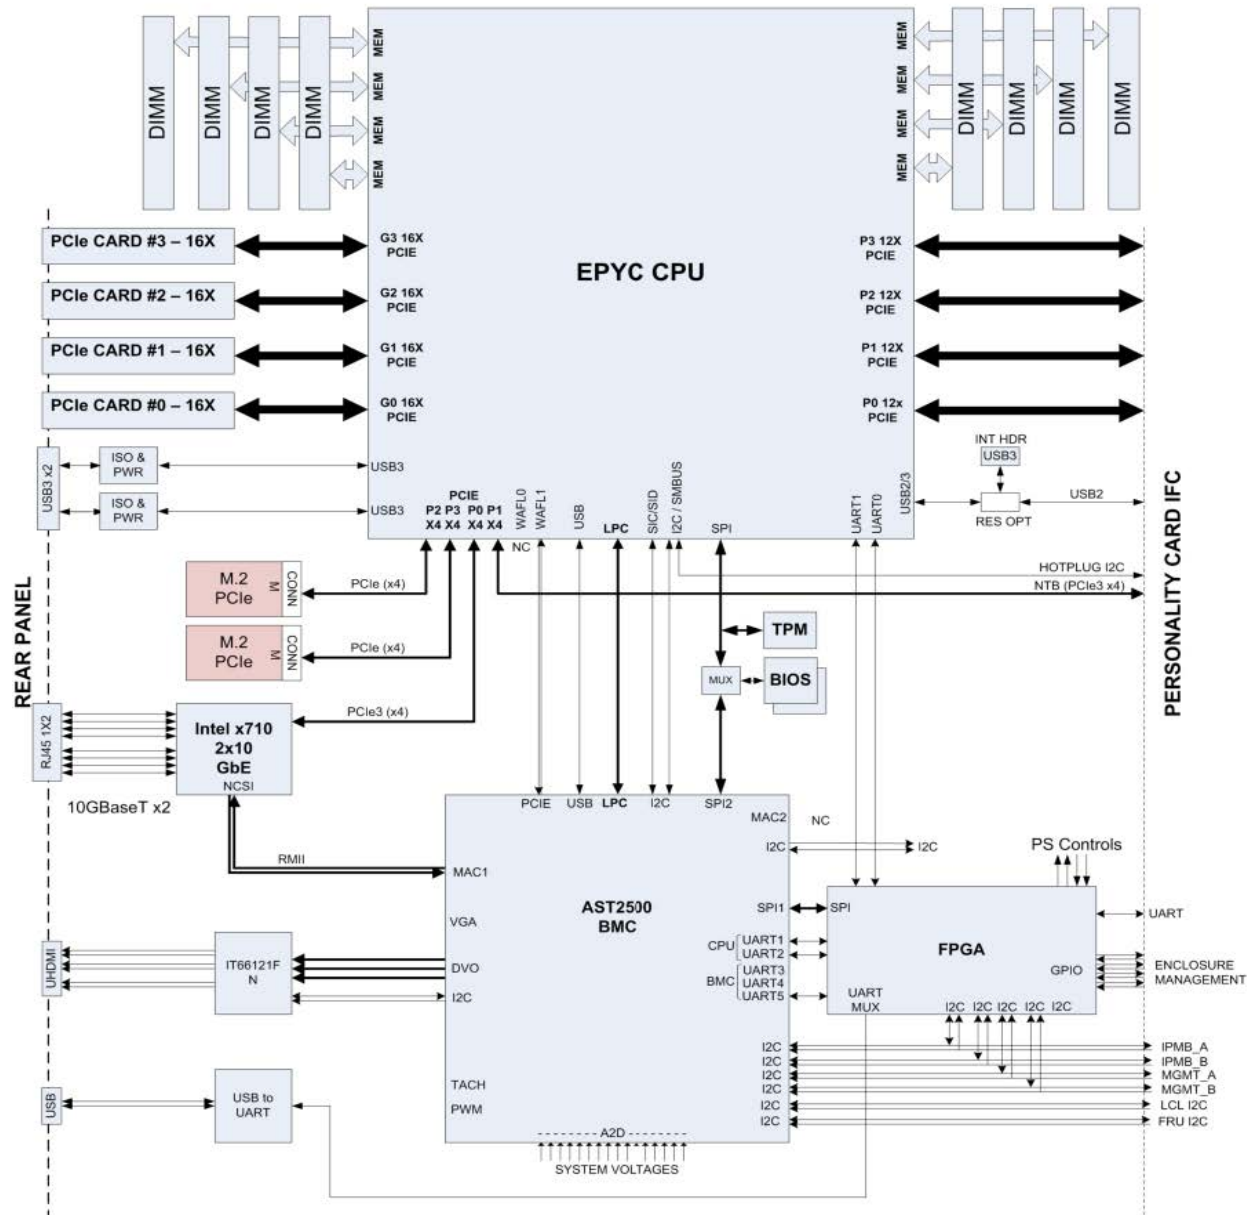 DIMM
DIMM
DIMM
DIMM
MEM
MEM
MEM
MEM
MEM
MEM
MEM
MEM
DIMM
DIMM
DIMM
DIMM
EPYC CPU
PCIe CARD #3 – 16X
G3 16X
PCIE
P3 12X
PCIE
PCIe CARD #2 – 16X
G2 16X
PCIE
P2 12X
PCIE
PCIe CARD #1 – 16X
G1 16X
PCIE
P1 12X
PCIE
PCIe CARD #0 – 16X
G0 16X
PCIE
P0 12x
PCIE
USB3 x2
ISO &
PWR
USB3
ISO &
PWR
USB3
PCIE
P2 P3 P0 P1
X4 X4 X4 X4
WAFL0
NC
WAFL1
USB
LPC
SIC/SID
I2C / SMBUS
SPI
UART1
UART0
USB2/3
INT HDR
USB3
RES OPT
USB2
HOTPLUG I2C
NTB (PCIe3 x4)
REAR PANEL
PERSONALITY CARD IFC
M.2
PCIe
M
CONN
PCIe (x4)
M.2
PCIe
M
CONN
PCIe (x4)
TPM
MUX
BIOS
RJ45 1X2
Intel x710
2x10
GbE
NCSI
PCIe3 (x4)
10GBaseT x2
RMII
PCIE
USB
LPC
I2C
SPI2
MAC2
NC
I2C
I2C
MAC1
VGA
DVO
I2C
TACH
PWM
AST2500
BMC
SPI1
SPI
CPU
UART1
UART2
BMC
UART3
UART4
UART5
FPGA
PS Controls
UART
GPIO
ENCLOSURE
MANAGEMENT
UART
MUX
I2C
I2C
I2C
I2C
I2C
UHDMI
IT66121F
N
USB
USB to
UART
I2C
IPMB_A
I2C
IPMB_B
I2C
MGMT_A
I2C
MGMT_B
I2C
LCL I2C
I2C
FRU I2C
A2D
SYSTEM VOLTAGES